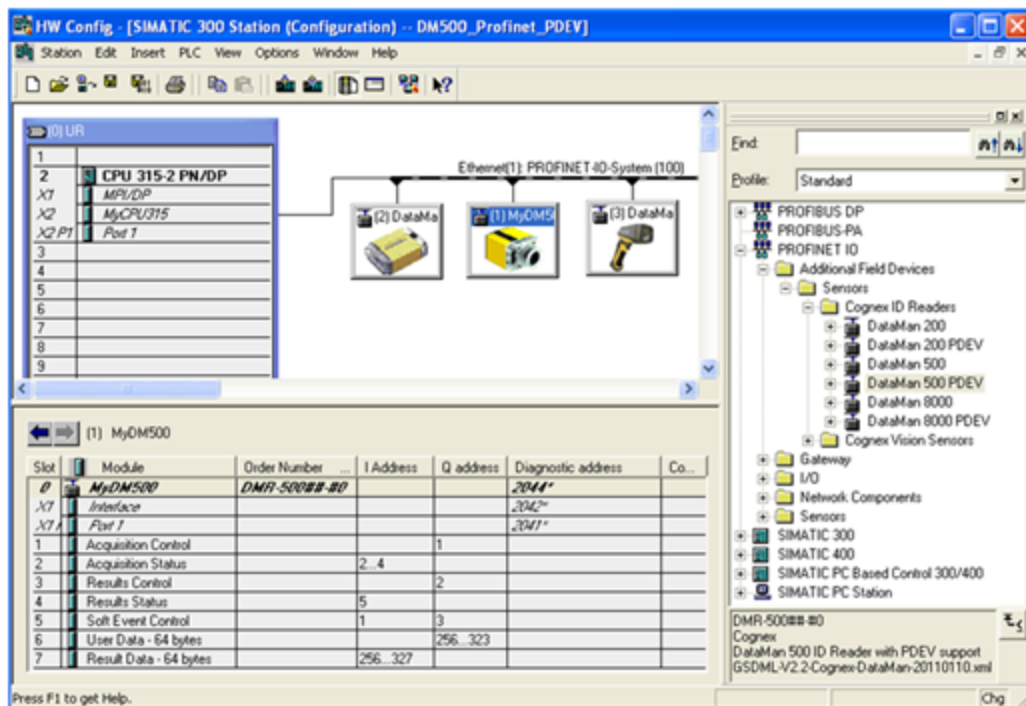 HW Config - [SIMATIC 300 Station (Configuration) -- DM500_Profinet_PDEV]
Station Edit Insert PLC View Options Window Help
(0) UR
1
2 CPU 315-2 PN/DP
X1 MPI/DP
X2 MyCPU315
X2 P1 Port 1
3
4
5
6
7
8
9
Ethernet(1): PROFINET-IO-System (100)
(2) DataMa
(1) MyDM5
(3) DataMa
Find:
Profile: Standard
PROFIBUS DP
PROFIBUS-PA
PROFINET IO
Additional Field Devices
Sensors
Cognex ID Readers
DataMan 200
DataMan 200 PDEV
DataMan 500
DataMan 500 PDEV
DataMan 8000
DataMan 8000 PDEV
Cognex Vision Sensors
Gateway
I/O
Network Components
Sensors
SIMATIC 300
SIMATIC 400
SIMATIC PC Based Control 300/400
SIMATIC PC Station
(1) MyDM500
Slot Module Order Number ... I Address Q address Diagnostic address Co...
0 MyDM500 DMR-500##-#0 2044*
X1 Interface 2042*
X1 Port 1 2041*
1 Acquisition Control 1
2 Acquisition Status 2...4
3 Results Control 2
4 Results Status 5
5 Soft Event Control 1 3
6 User Data - 64 bytes 256...323
7 Result Data - 64 bytes 256...327
DMR-500##-#0
Cognex
DataMan 500 ID Reader with PDEV support
GSDML-V2.2-Cognex-DataMan-20110110.xml
Press F1 to get Help.
Chg